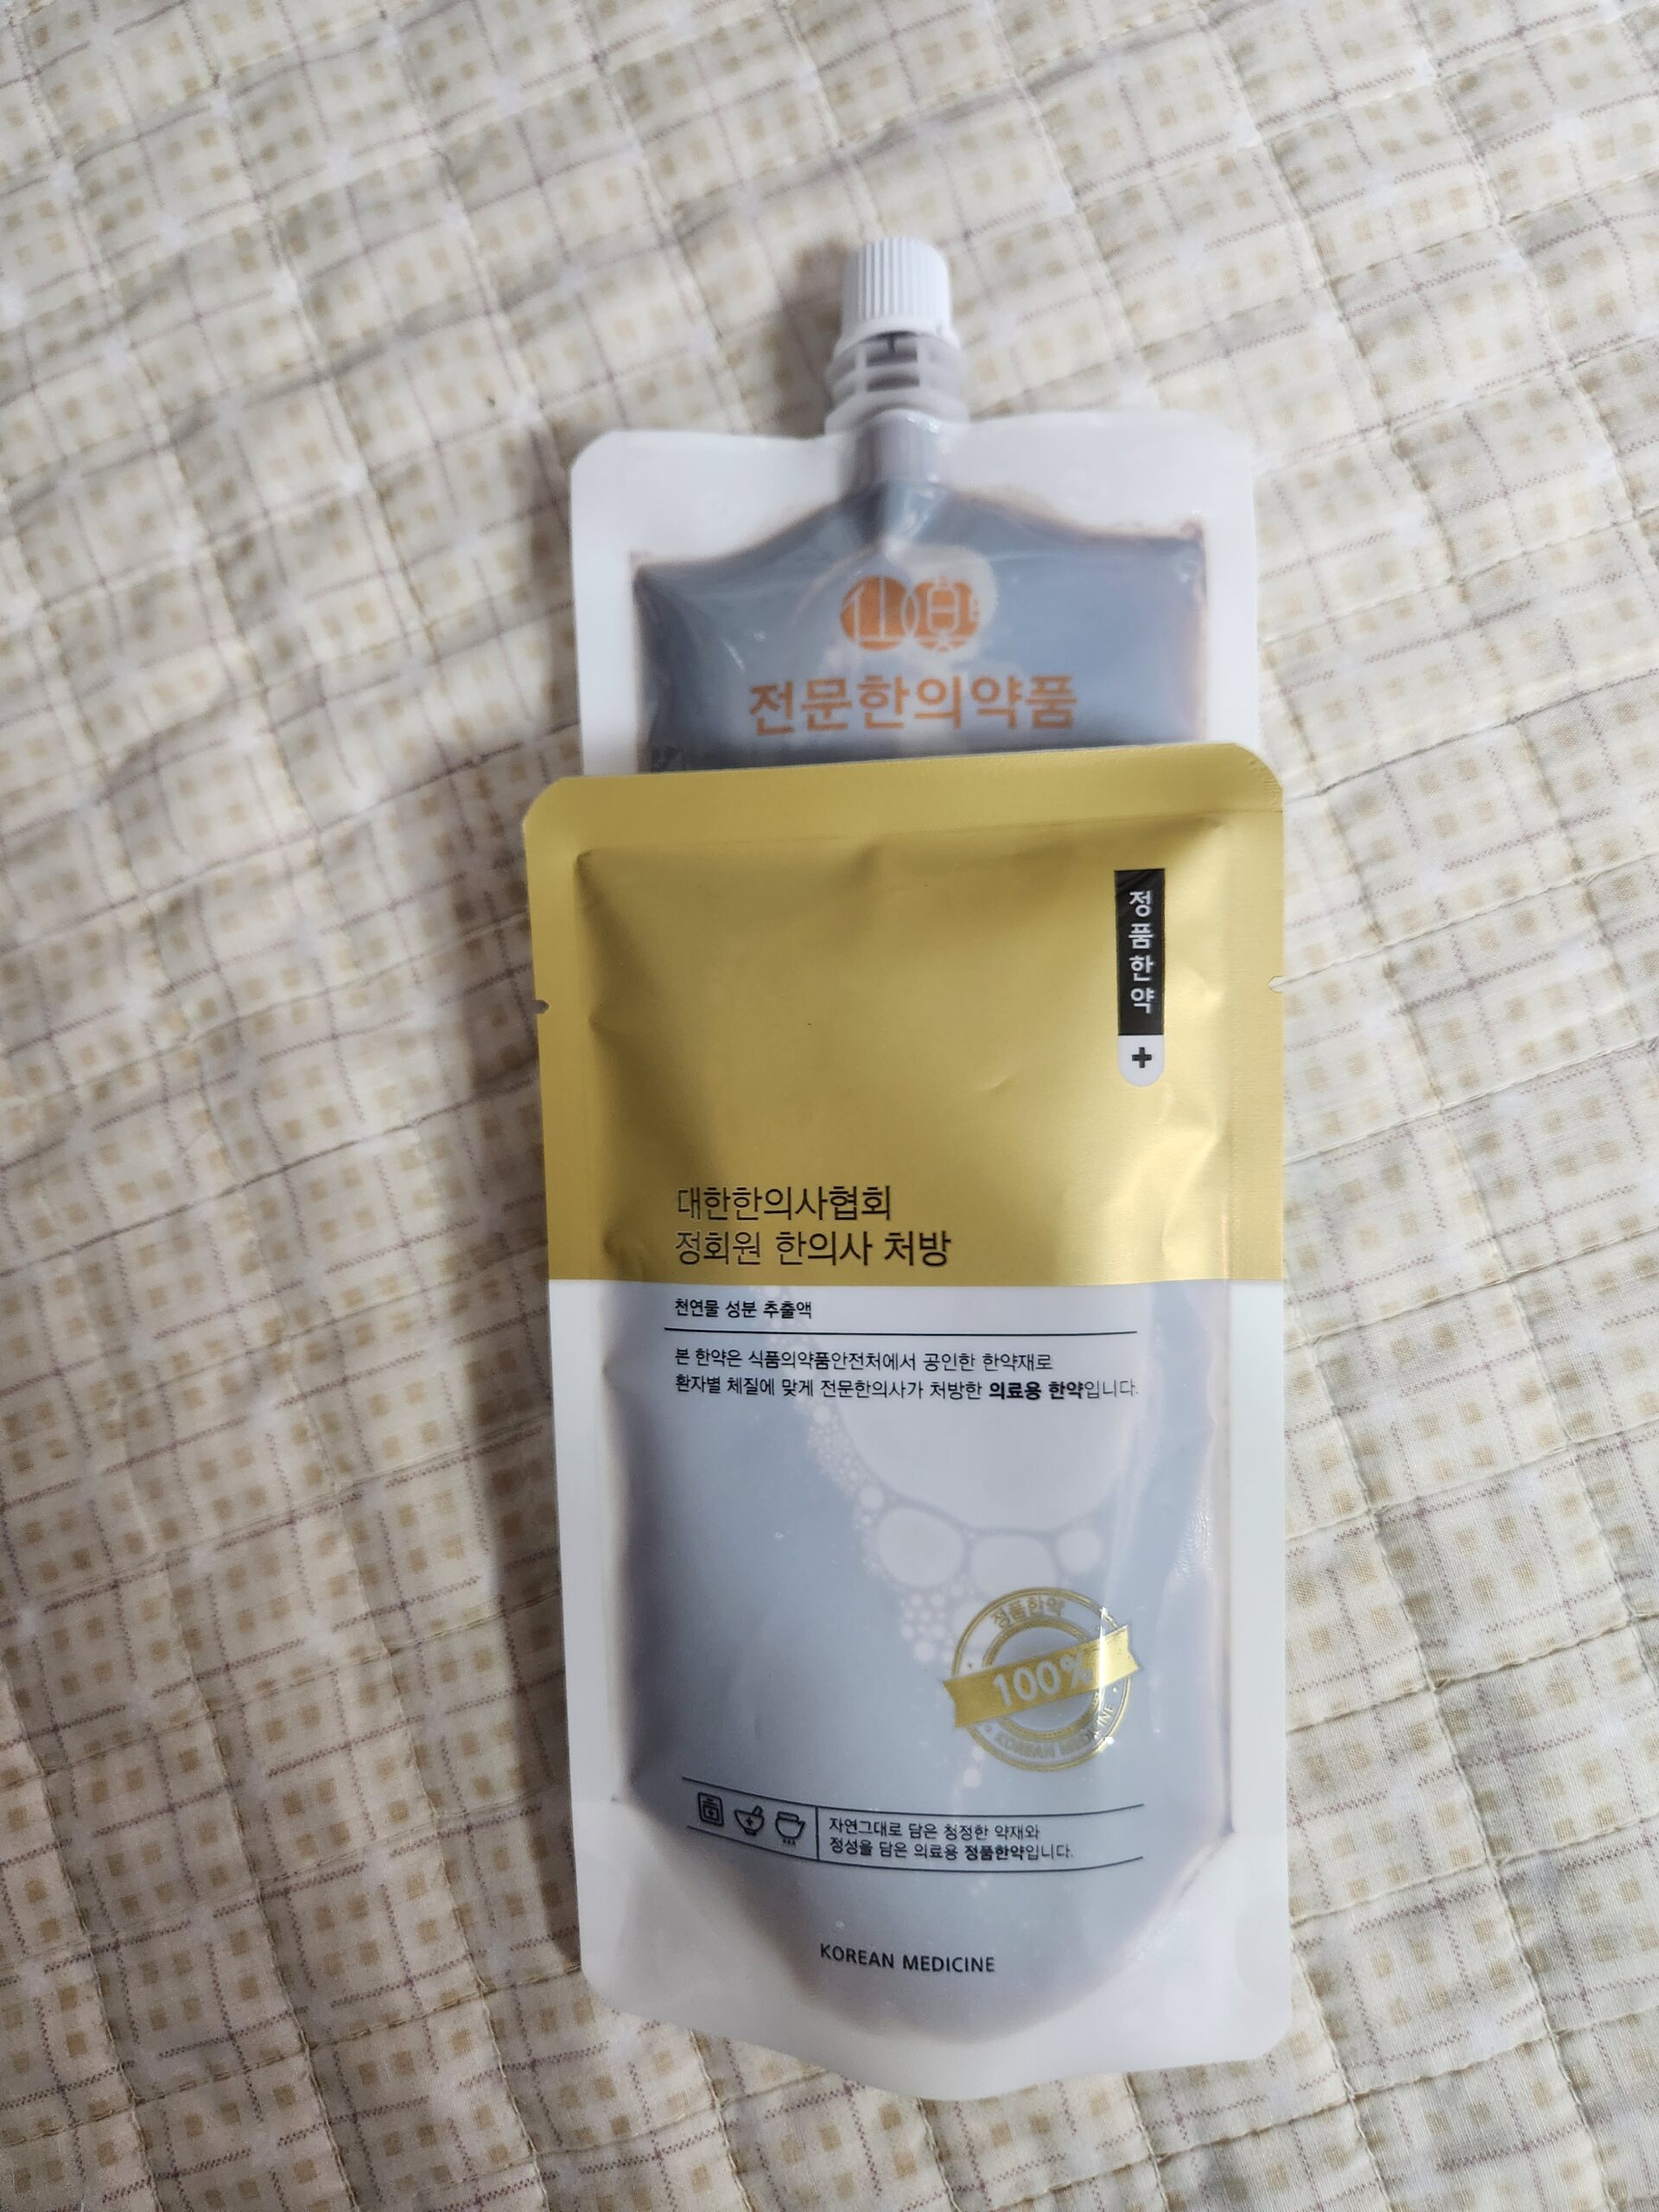 전문한의약품
정품한약
대한한의사협회
정회원 한의사 처방
천연물 성분 추출액
본 한약은 식품의약품안전처에서 공인한 한약재로
환자별 체질에 맞게 전문한의사가 처방한 의료용 한약입니다.
정품한약
100%
KOREAN MEDICINE
자연그대로 담은 청정한 약재와
정성을 담은 의료용 정품한약입니다.
KOREAN MEDICINE